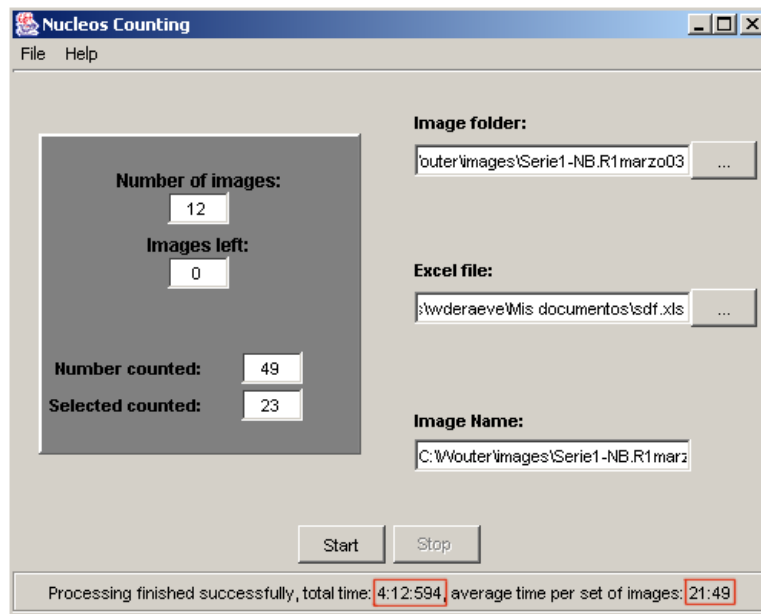 Nucleos Counting
File Help
Number of images:
12
Images left:
0
Number counted: 49
Selected counted: 23
Image folder:
outer\images\Serie1-NB.R1marzo03 ...
Excel file:
s\wderaeve\Mis documentos\sdf.xls ...
Image Name:
C:\Wouter\images\Serie1-NB.R1marz
Start Stop
Processing finished successfully, total time: 4:12:594, average time per set of images: 21:49